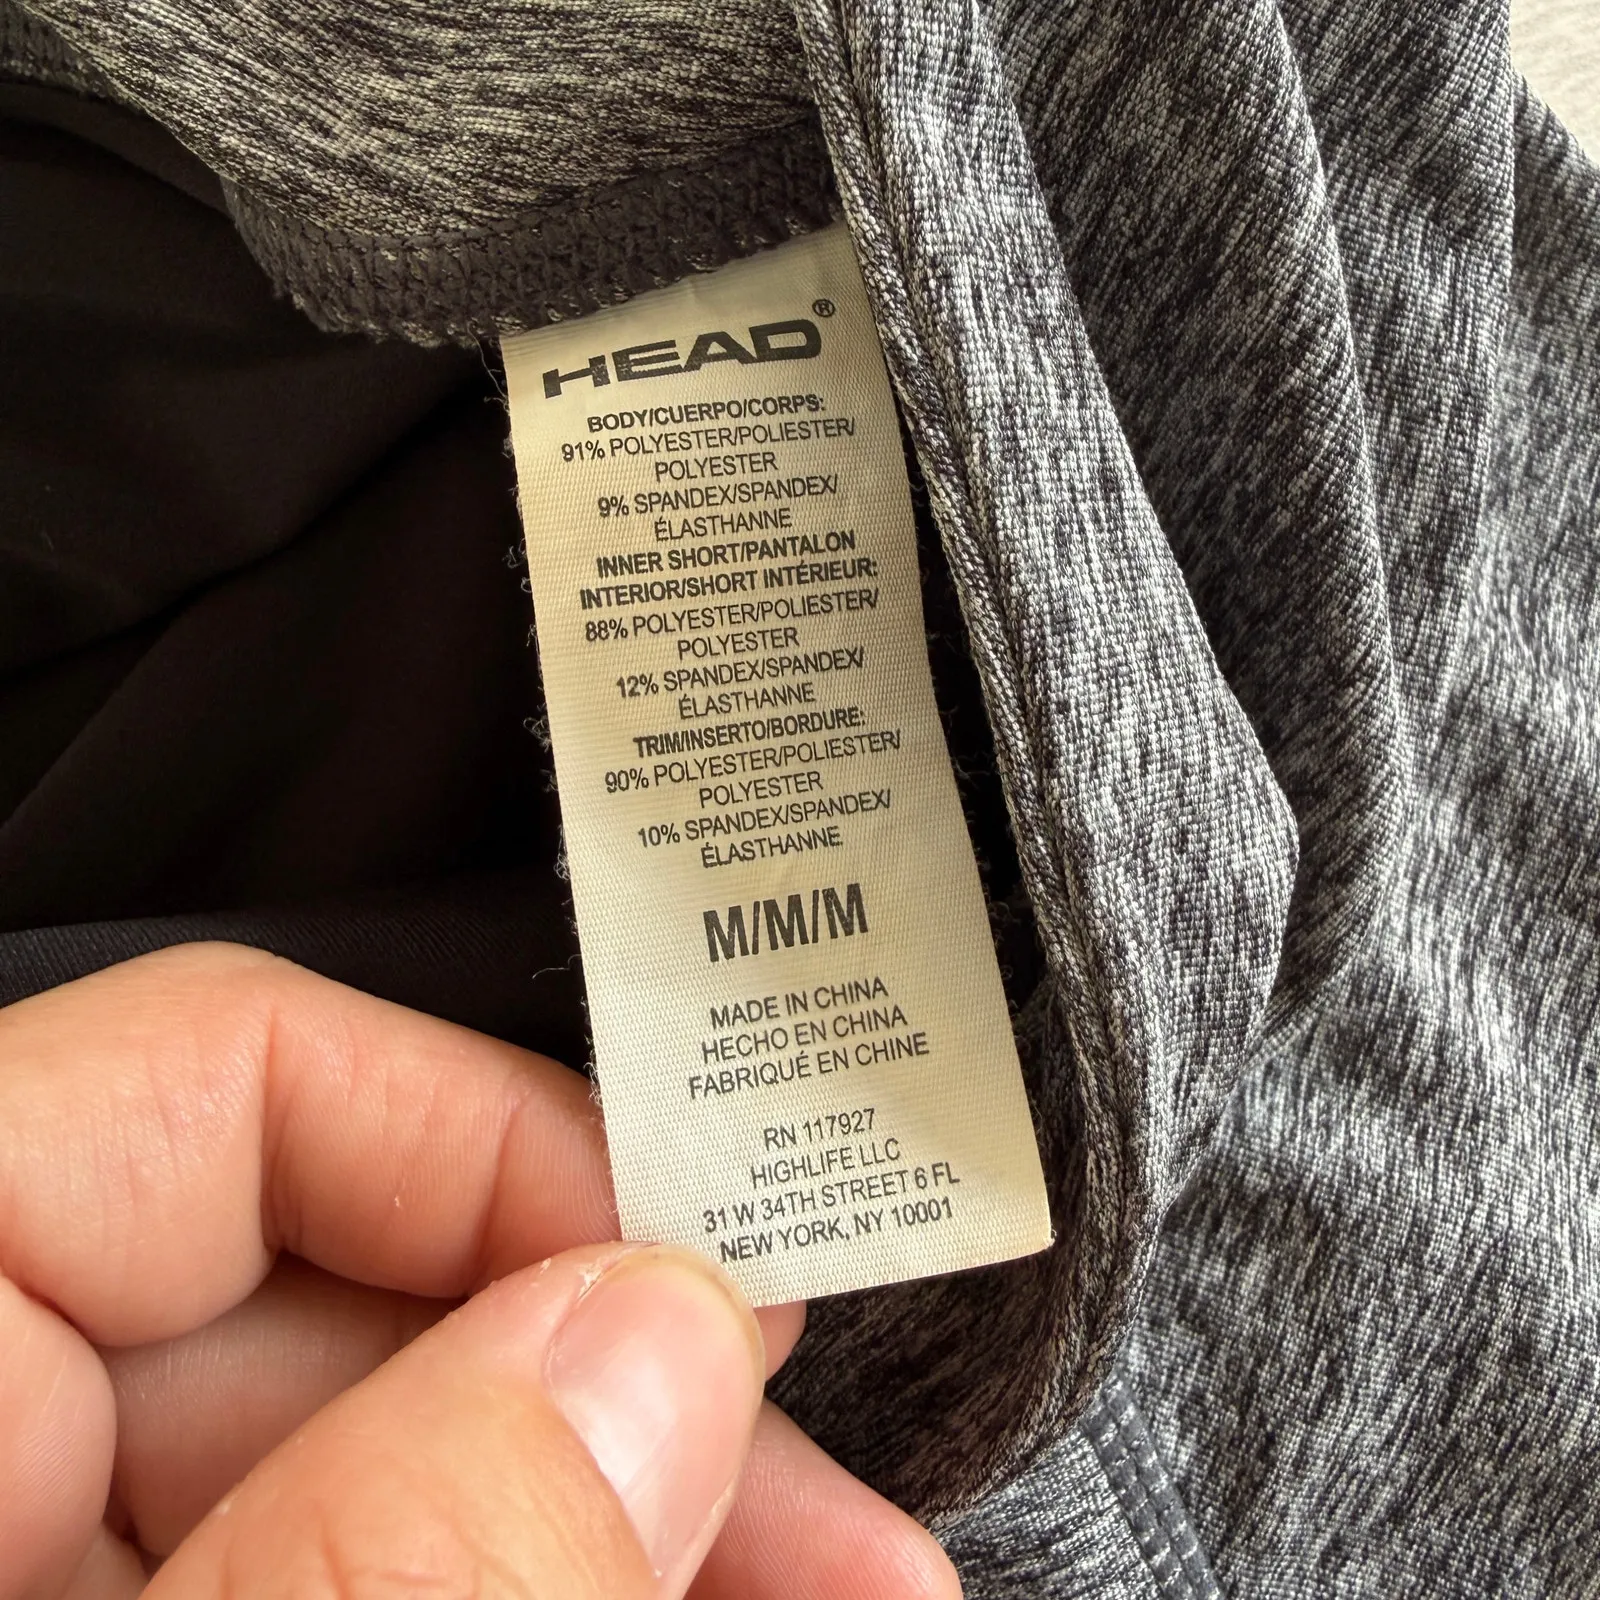 HEAD®
BODY/CUERPO/CORPS:
91% POLYESTER/POLIESTER/
POLYESTER
9% SPANDEX/SPANDEX/
ÉLASTHANNE
INNER SHORT/PANTALON
INTERIOR/SHORT INTÉRIEUR:
88% POLYESTER/POLIESTER/
POLYESTER
12% SPANDEX/SPANDEX/
ÉLASTHANNE
TRIM/INSERTO/BORDURE:
90% POLYESTER/POLIESTER/
POLYESTER
10% SPANDEX/SPANDEX/
ÉLASTHANNE
M/M/M
MADE IN CHINA
HECHO EN CHINA
FABRIQUÉ EN CHINE
RN 117927
HIGHLIFE LLC
31 W 34TH STREET 6 FL
NEW YORK, NY 10001